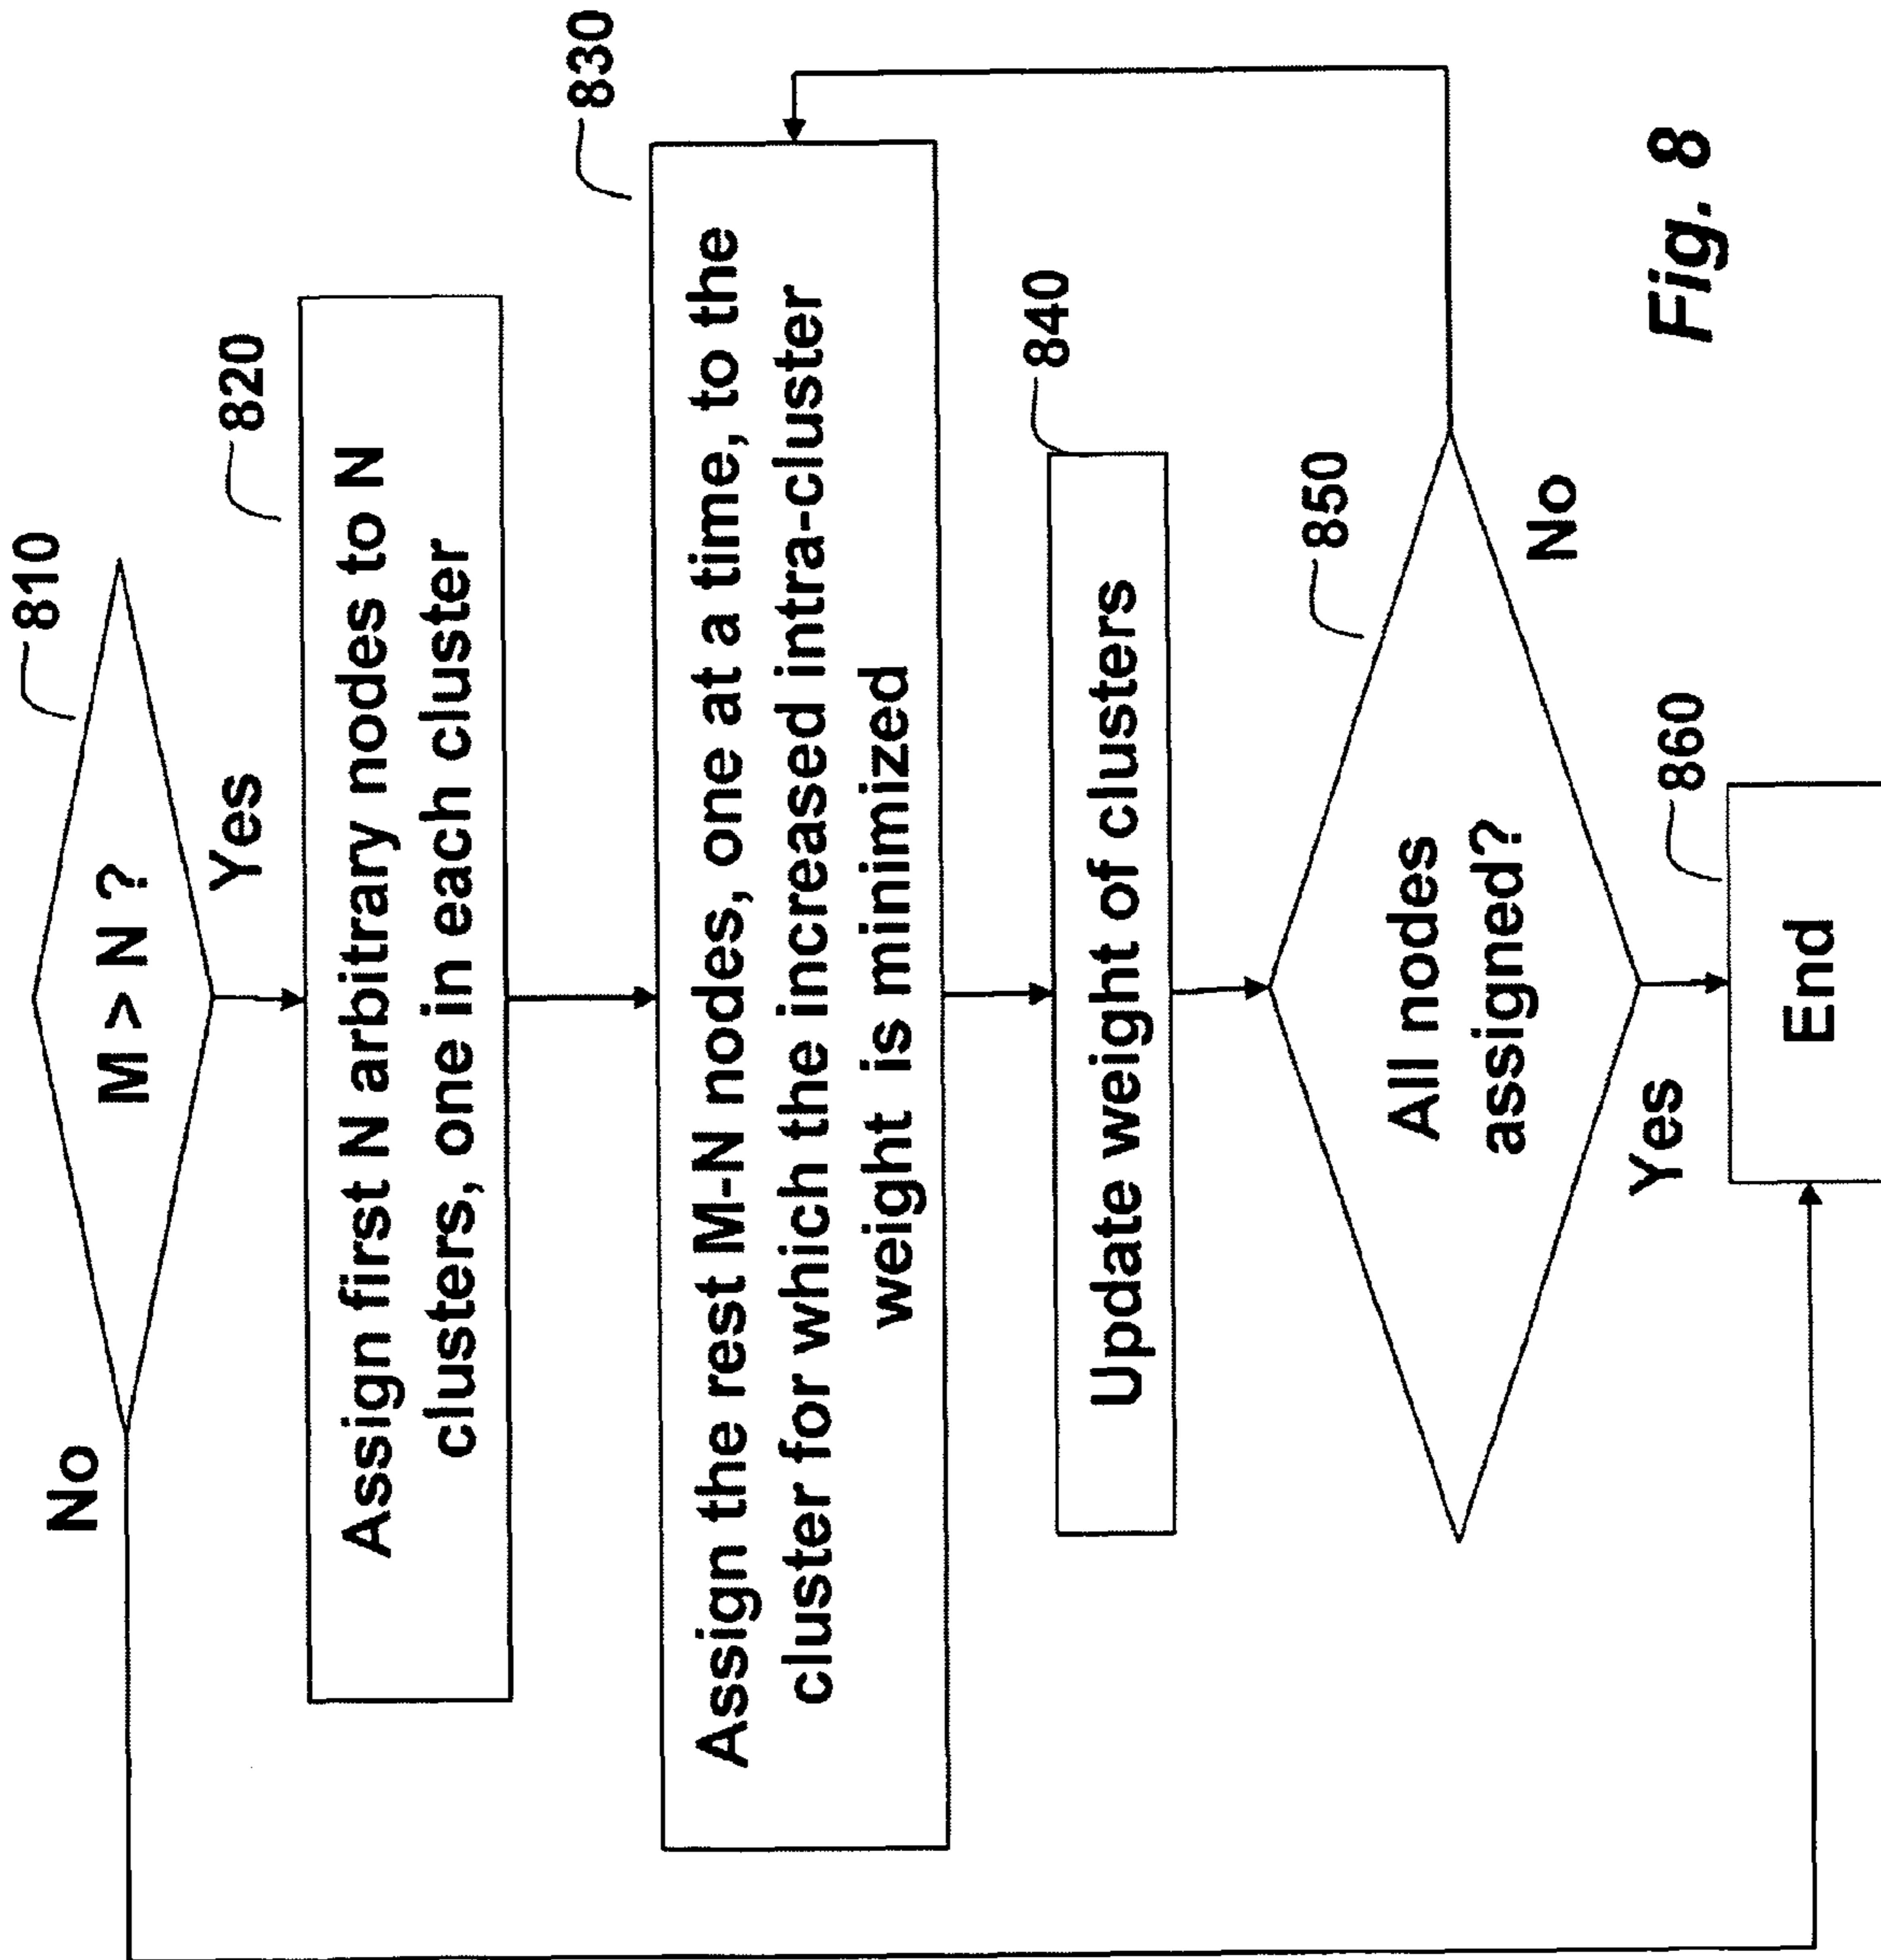 810
M > N ?
No
Yes
820
Assign first N arbitrary nodes to N
clusters, one in each cluster
830
Assign the rest M-N nodes, one at a time, to the
cluster for which the increased intra-cluster
weight is minimized
840
Update weight of clusters
850
All nodes
assigned?
No
Yes
860
End
Fig. 8